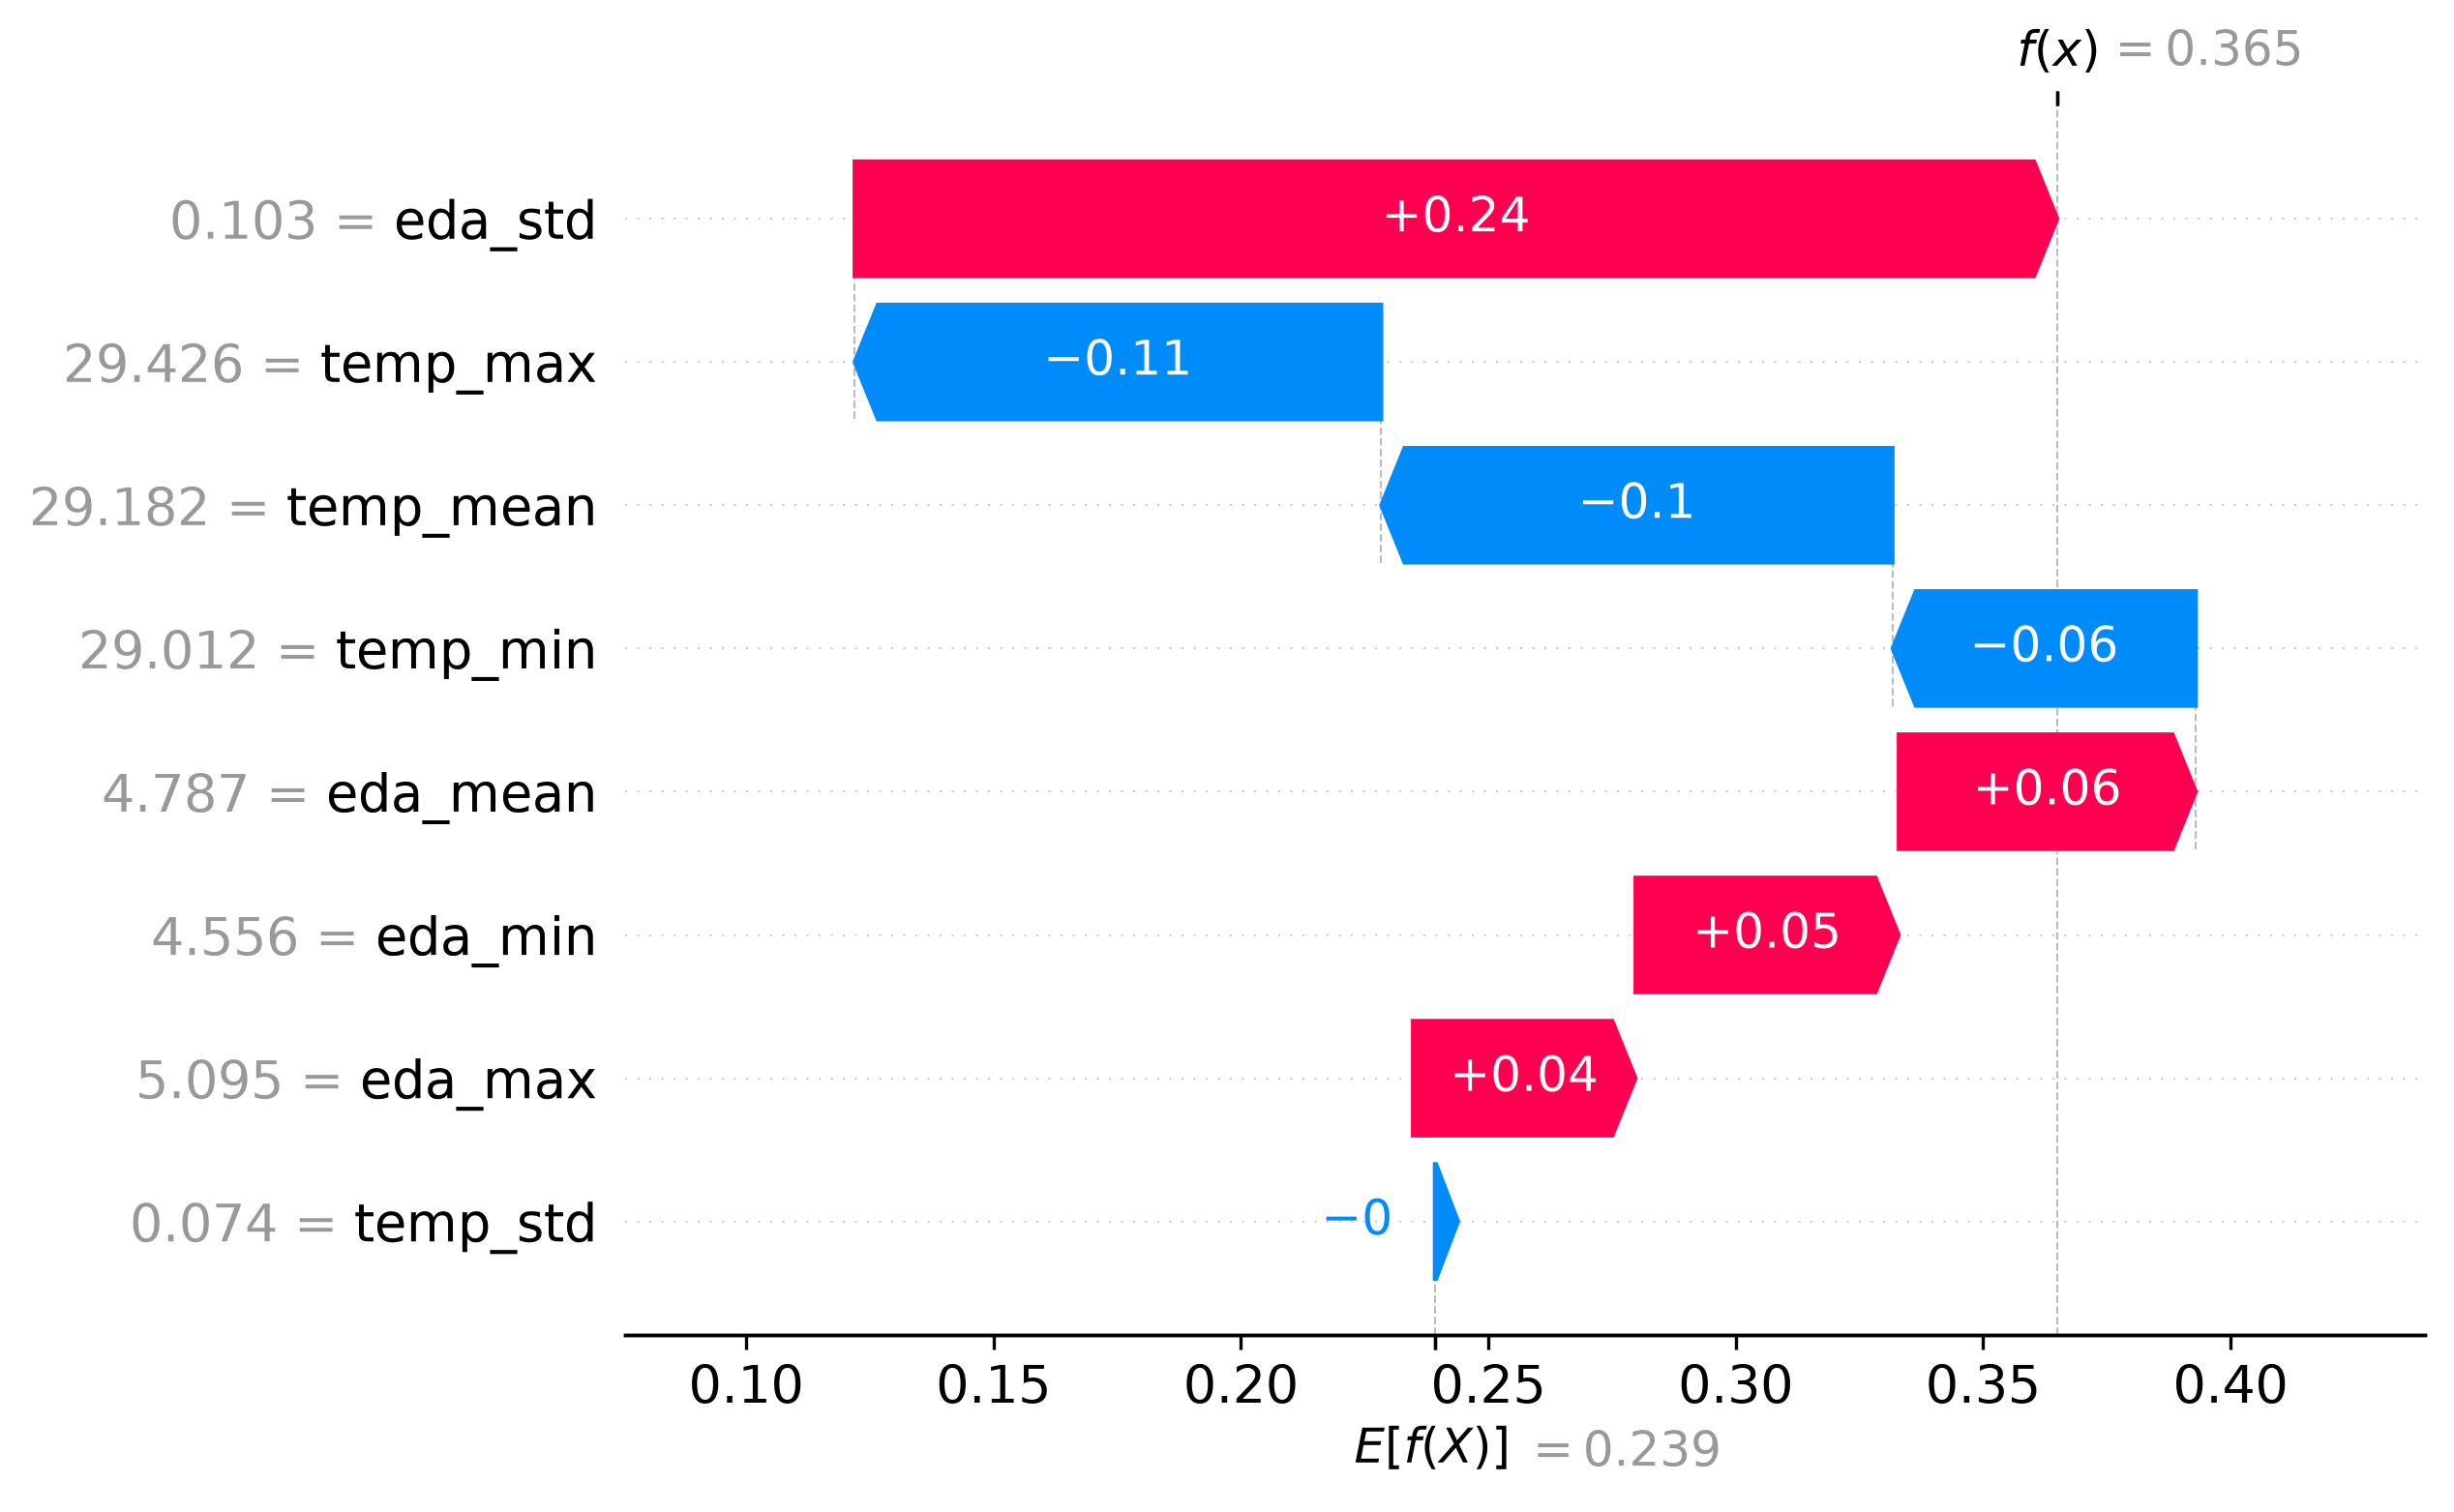 f(x) = 0.365
0.103 = eda_std
+0.24
29.426 = temp_max
−0.11
29.182 = temp_mean
−0.1
29.012 = temp_min
−0.06
4.787 = eda_mean
+0.06
4.556 = eda_min
+0.05
5.095 = eda_max
+0.04
0.074 = temp_std
−0
0.10 0.15 0.20 0.25 0.30 0.35 0.40
E[f(X)] = 0.239